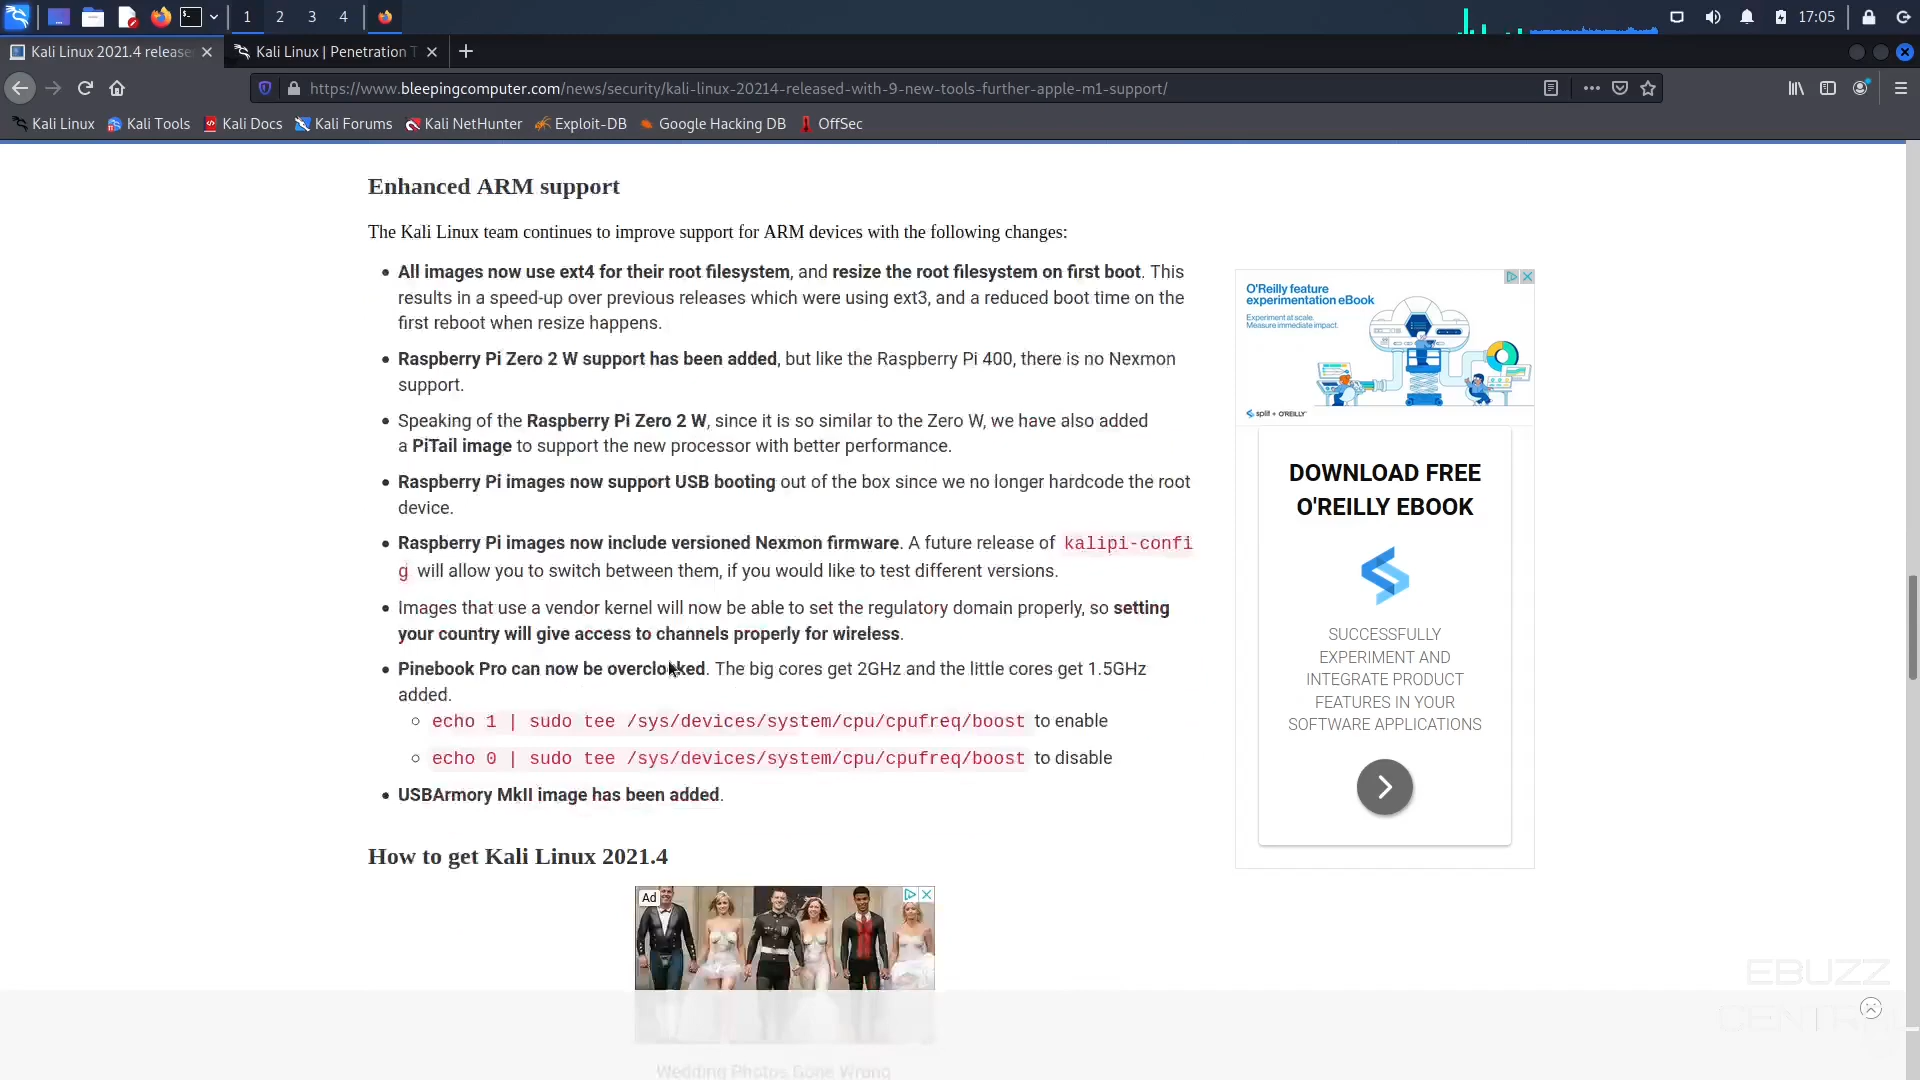 1 2 3 4 17:05
Kali Linux 2021.4 release
Kali Linux | Penetration T
https://www.bleepingcomputer.com/news/security/kali-linux-20214-released-with-9-new-tools-further-apple-m1-support/
Kali Linux Kali Tools Kali Docs Kali Forums Kali NetHunter Exploit-DB Google Hacking DB OffSec
Enhanced ARM support
The Kali Linux team continues to improve support for ARM devices with the following changes:
All images now use ext4 for their root filesystem, and resize the root filesystem on first boot. This
results in a speed-up over previous releases which were using ext3, and a reduced boot time on the
first reboot when resize happens.
Raspberry Pi Zero 2 W support has been added, but like the Raspberry Pi 400, there is no Nexmon
support.
Speaking of the Raspberry Pi Zero 2 W, since it is so similar to the Zero W, we have also added
a PiTail image to support the new processor with better performance.
Raspberry Pi images now support USB booting out of the box since we no longer hardcode the root
device.
Raspberry Pi images now include versioned Nexmon firmware. A future release of kalipi-confi
g will allow you to switch between them, if you would like to test different versions.
Images that use a vendor kernel will now be able to set the regulatory domain properly, so setting
your country will give access to channels properly for wireless.
Pinebook Pro can now be overclocked. The big cores get 2GHz and the little cores get 1.5GHz
added.
echo 1 | sudo tee /sys/devices/system/cpu/cpufreq/boost to enable
echo 0 | sudo tee /sys/devices/system/cpu/cpufreq/boost to disable
USBArmory MkII image has been added.
How to get Kali Linux 2021.4
Ad
Wedding Photos Gone Wrong
O'Reilly feature
experimentation eBook
Experiment at scale.
Measure immediate impact.
split + O'REILLY
DOWNLOAD FREE
O'REILLY EBOOK
SUCCESSFULLY
EXPERIMENT AND
INTEGRATE PRODUCT
FEATURES IN YOUR
SOFTWARE APPLICATIONS
EBUZZ
CENTRAL